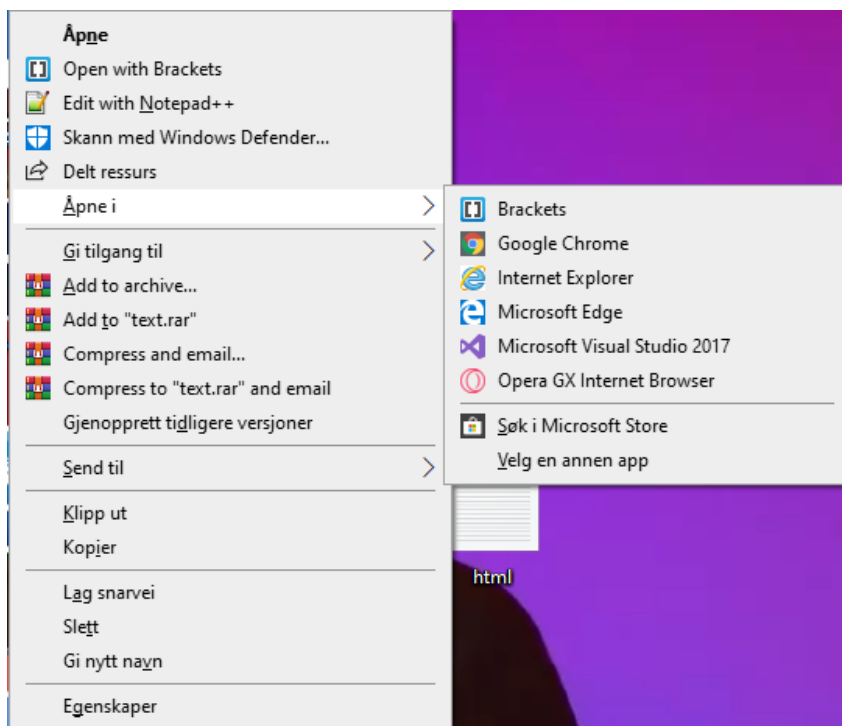 Åpne
Open with Brackets
Edit with Notepad++
Skann med Windows Defender...
Delt ressurs
Åpne i
Gi tilgang til
Add to archive...
Add to "text.rar"
Compress and email...
Compress to "text.rar" and email
Gjenopprett tidligere versjoner
Send til
Klipp ut
Kopier
Lag snarvei
Slett
Gi nytt navn
Egenskaper
Brackets
Google Chrome
Internet Explorer
Microsoft Edge
Microsoft Visual Studio 2017
Opera GX Internet Browser
Søk i Microsoft Store
Velg en annen app
html